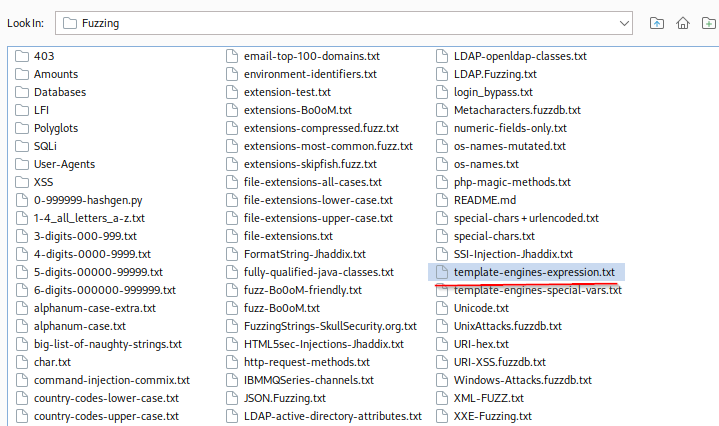 Look In: Fuzzing
403
Amounts
Databases
LFI
Polyglots
SQLi
User-Agents
XSS
0-999999-hashgen.py
1-4_all_letters_a-z.txt
3-digits-000-999.txt
4-digits-0000-9999.txt
5-digits-00000-99999.txt
6-digits-000000-999999.txt
alphanum-case-extra.txt
alphanum-case.txt
big-list-of-naughty-strings.txt
char.txt
command-injection-commix.txt
country-codes-lower-case.txt
country-codes-upper-case.txt
email-top-100-domains.txt
environment-identifiers.txt
extension-test.txt
extensions-Bo0oM.txt
extensions-compressed.fuzz.txt
extensions-most-common.fuzz.txt
extensions-skipfish.fuzz.txt
file-extensions-all-cases.txt
file-extensions-lower-case.txt
file-extensions-upper-case.txt
file-extensions.txt
FormatString-Jhaddix.txt
fully-qualified-java-classes.txt
fuzz-Bo0oM-friendly.txt
fuzz-Bo0oM.txt
FuzzingStrings-SkullSecurity.org.txt
HTML5sec-Injections-Jhaddix.txt
http-request-methods.txt
IBMMQSeries-channels.txt
JSON.Fuzzing.txt
LDAP-active-directory-attributes.txt
LDAP-openldap-classes.txt
LDAP.Fuzzing.txt
login_bypass.txt
Metacharacters.fuzzdb.txt
numeric-fields-only.txt
os-names-mutated.txt
os-names.txt
php-magic-methods.txt
README.md
special-chars+urlencoded.txt
special-chars.txt
SSI-Injection-Jhaddix.txt
template-engines-expression.txt
template-engines-special-vars.txt
Unicode.txt
UnixAttacks.fuzzdb.txt
URI-hex.txt
URI-XSS.fuzzdb.txt
Windows-Attacks.fuzzdb.txt
XML-FUZZ.txt
XXE-Fuzzing.txt